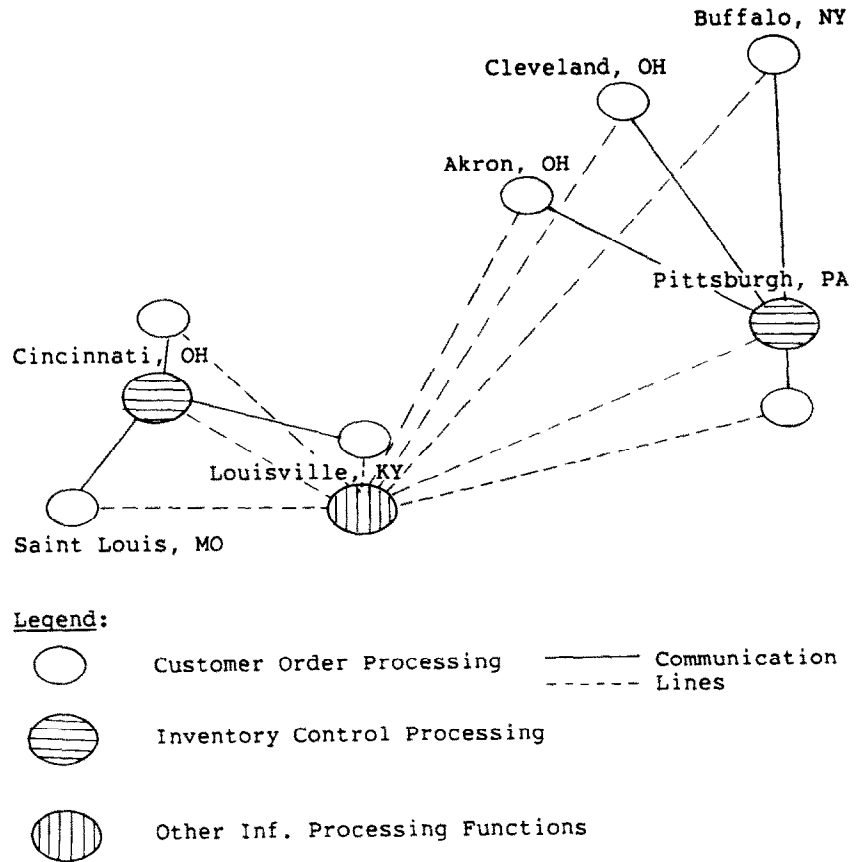 Buffalo, NY
Cleveland, OH
Akron, OH
Pittsburgh, PA
Cincinnati, OH
Louisville, KY
Saint Louis, MO
Legend:
Customer Order Processing
Communication
Lines
Inventory Control Processing
Other Inf. Processing Functions